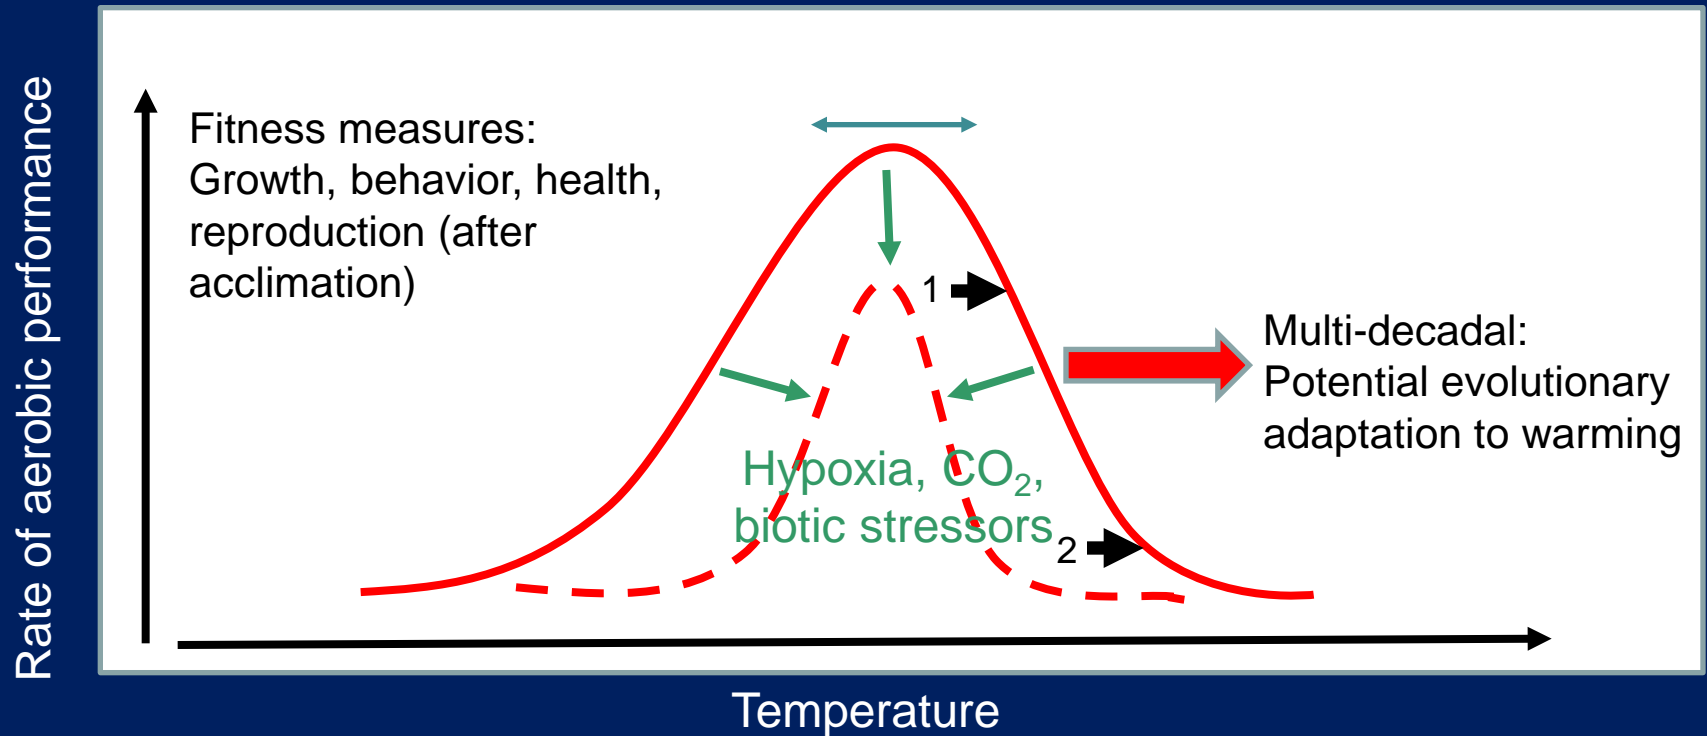 Rate of aerobic performance
Fitness measures:
Growth, behavior, health,
reproduction (after
acclimation)
1
Multi-decadal:
Potential evolutionary
adaptation to warming
Hypoxia, CO₂,
biotic stressors
2
Temperature